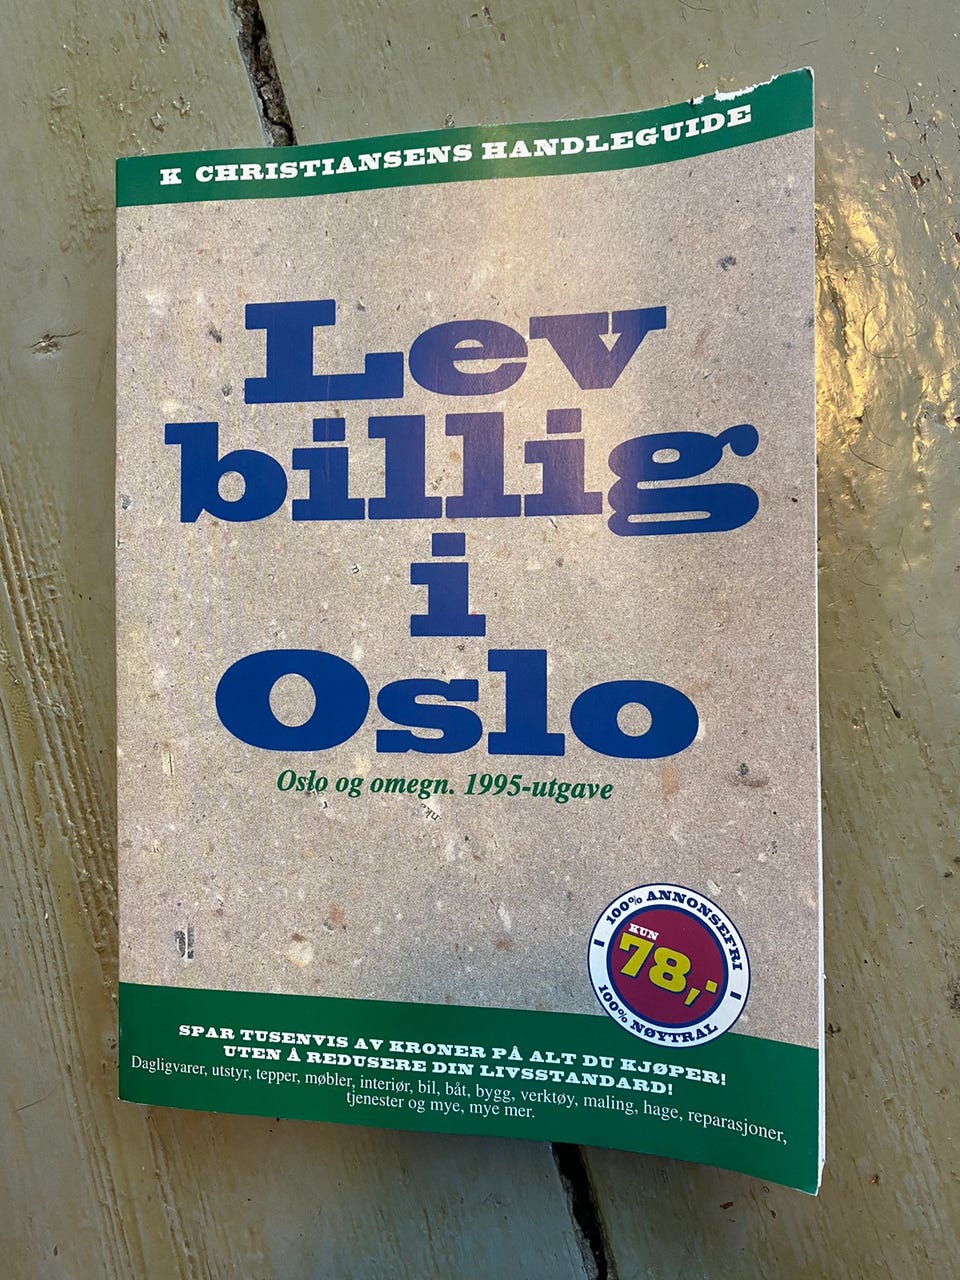 K CHRISTIANSENS HANDLEGUIDE
Lev
billig
i
Oslo
Oslo og omegn. 1995-utgave
100% ANNONSEFRI
KUN
78,-
100% NØYTRAL
SPAR TUSENVIS AV KRONER PÅ ALT DU KJØPER!
UTEN Å REDUSERE DIN LIVSSTANDARD!
Dagligvarer, utstyr, tepper, møbler, interiør, bil, båt, bygg, verktøy, maling, hage, reparasjoner,
tjenester og mye, mye mer.